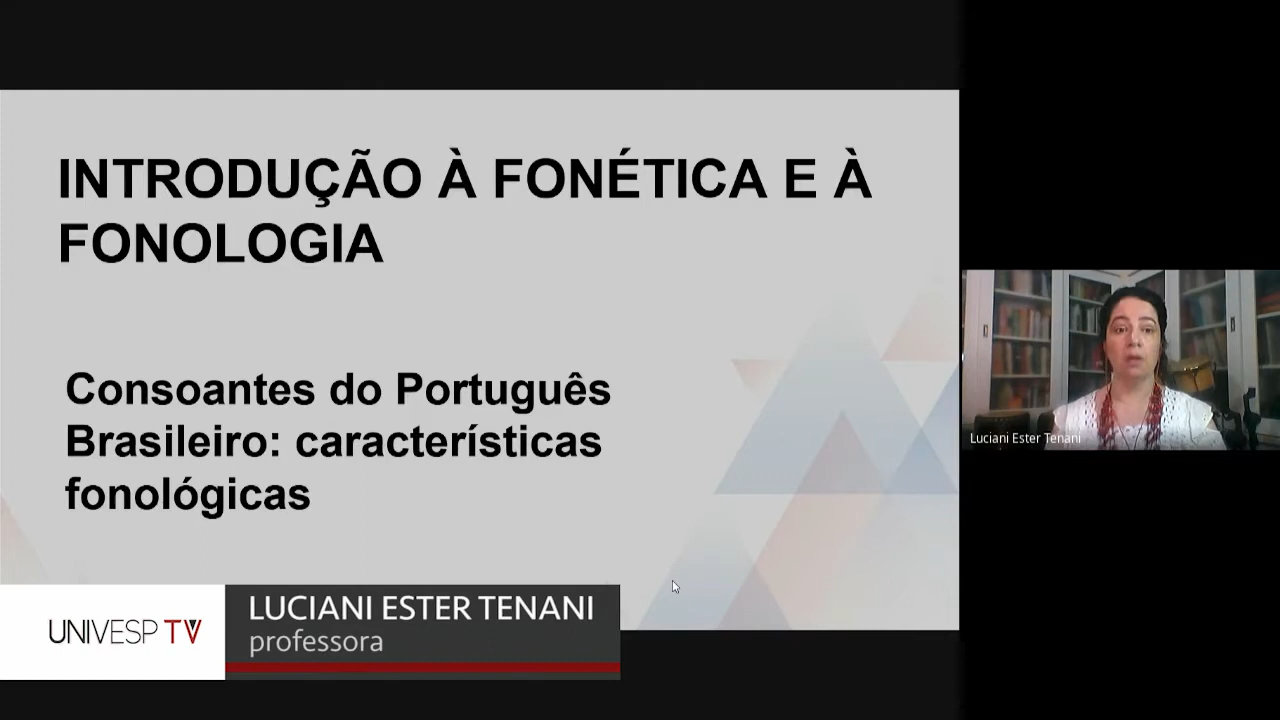 INTRODUÇÃO À FONÉTICA E À
FONOLOGIA
Consoantes do Português
Brasileiro: características
fonológicas
Luciani Ester Tenani
UNIVESP TV
LUCIANI ESTER TENANI
professora